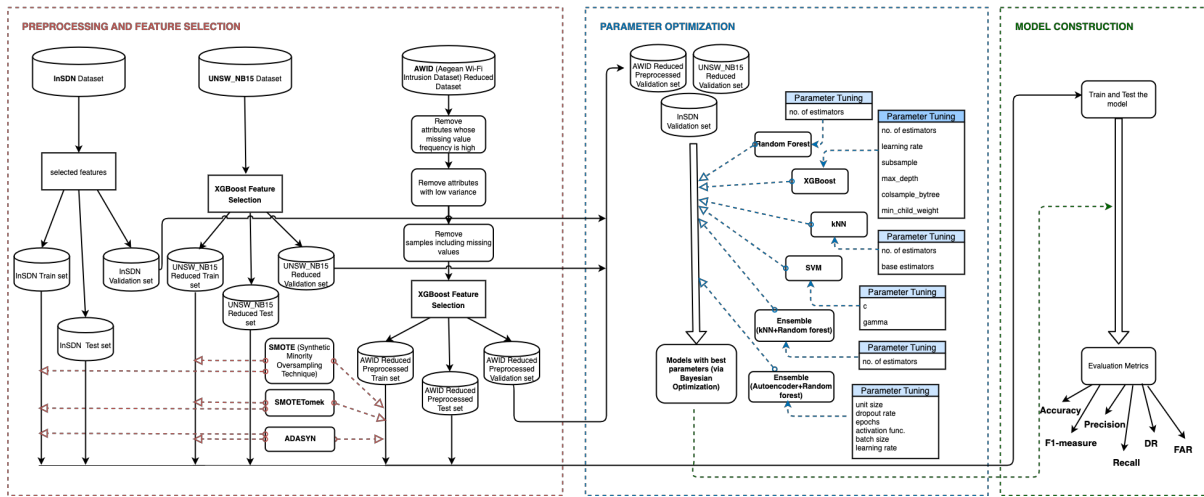 PREPROCESSING AND FEATURE SELECTION
InSDN Dataset
UNSW_NB15 Dataset
AWID (Aegean Wi-Fi
Intrusion Dataset) Reduced
Dataset
Remove
attributes whose
missing value
frequency is high
selected features
XGBoost Feature
Selection
Remove attributes
with low variance
Remove
samples including missing
values
InSDN Train set
InSDN
Validation set
UNSW_NB15
Reduced Train set
UNSW_NB15
Reduced
Validation set
UNSW_NB15
Reduced Test set
InSDN Test set
XGBoost Feature
Selection
SMOTE (Synthetic
Minority
Oversampling
Technique)
SMOTETomek
ADASYN
AWID Reduced
Preprocessed
Train set
AWID Reduced
Preprocessed
Test set
AWID Reduced
Preprocessed
Validation set
PARAMETER OPTIMIZATION
AWID Reduced
Preprocessed
Validation set
UNSW_NB15
Reduced
Validation set
InSDN
Validation set
Parameter Tuning
no. of estimators
Random Forest
XGBoost
Parameter Tuning
no. of estimators
learning rate
subsample
max_depth
colsample_bytree
min_child_weight
kNN
Parameter Tuning
no. of estimators
base estimators
SVM
Parameter Tuning
c
gamma
Ensemble
(kNN+Random forest)
Parameter Tuning
no. of estimators
Ensemble
(Autoencoder+Random
forest)
Parameter Tuning
unit size
dropout rate
epochs
activation func.
batch size
learning rate
Models with best
parameters (via
Bayesian
Optimization)
MODEL CONSTRUCTION
Train and Test the
model
Evaluation Metrics
Accuracy
F1-measure
Precision
Recall
DR
FAR